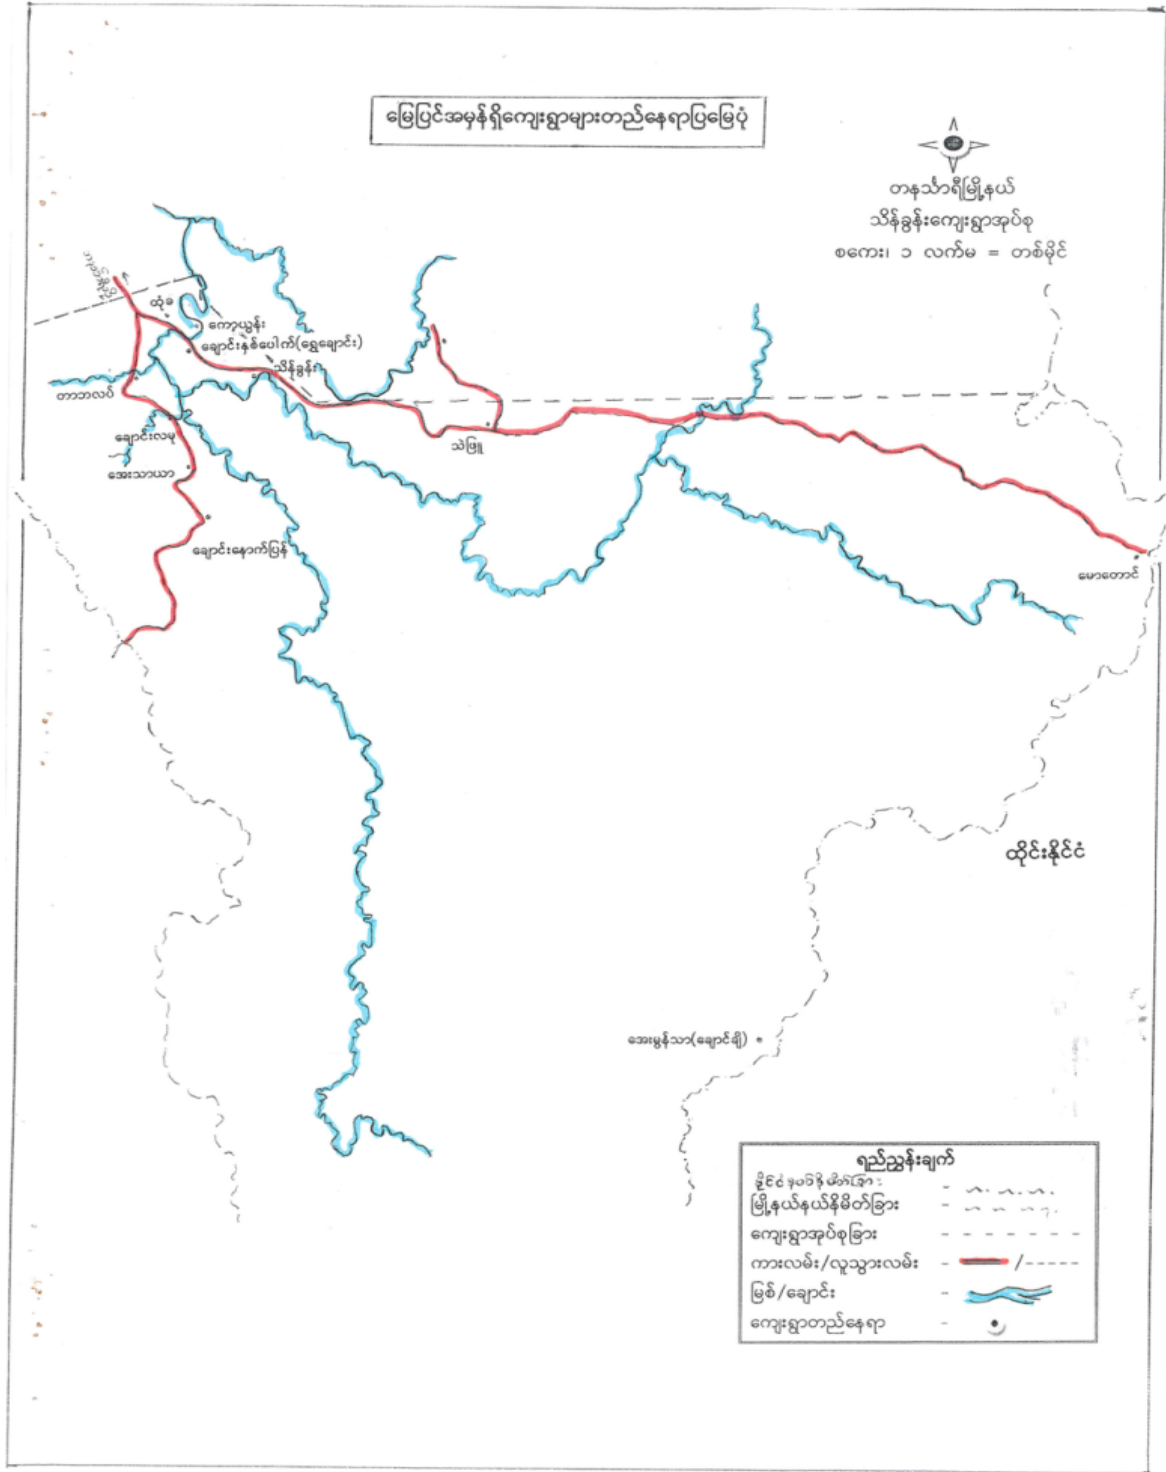 မြေပြင်အမှန်ရှိကျေးရွာများတည်နေရာပြမြေပုံ
တနင်္သာရီမြို့နယ်
သိန်ခွန်းကျေးရွာအုပ်စု
စကေး၊ ၁ လက်မ = တစ်မိုင်
ထုံခ
ကော့ယွန်း
ချောင်းနှစ်ပေါက်(ရွှေချောင်း)
သိန်ခွန်း
တာဘလပ်
ချောင်းလမု
သဲဖြူ
အေးသာယာ
ချောင်းနောက်ပြန်
မောတောင်
ထိုင်းနိုင်ငံ
အေးမွန်သာ(ချောင်ချီ)
ရည်ညွှန်းချက်
မြို့နယ်နယ်နိမိတ်ခြား -
ကျေးရွာအုပ်စုခြား -
ကားလမ်း/လူသွားလမ်း - /
မြစ်/ချောင်း -
ကျေးရွာတည်နေရာ -